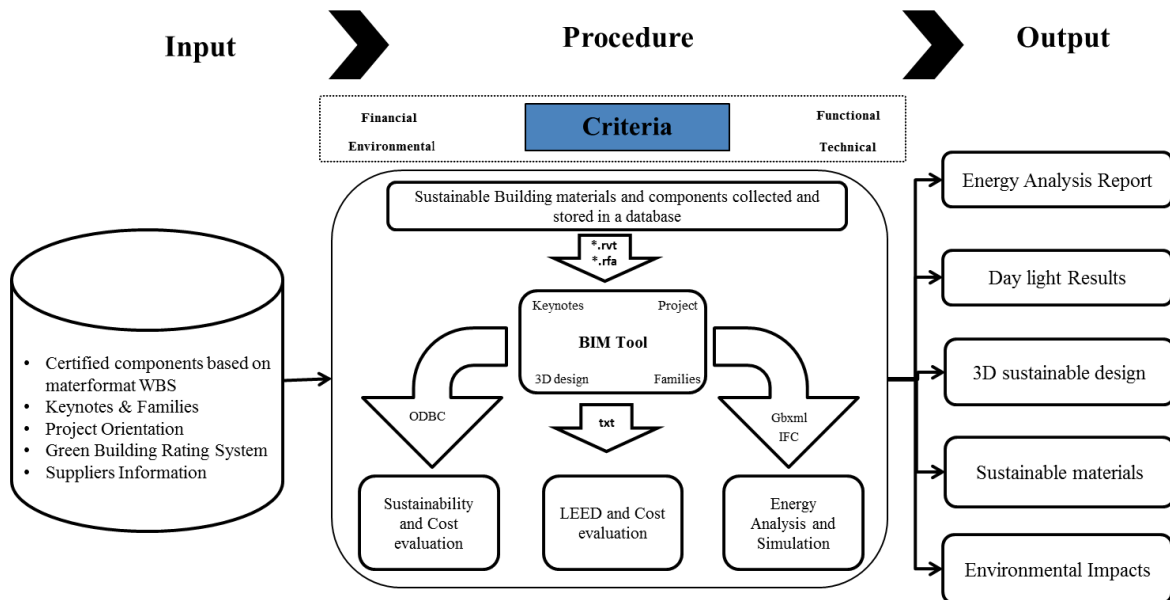 Input
Procedure
Output
Financial
Environmental
Criteria
Functional
Technical
Sustainable Building materials and components collected and
stored in a database
*.rvt
*.rfa
Keynotes
Project
BIM Tool
3D design
Families
ODBC
txt
Gbxml
IFC
Sustainability
and Cost
evaluation
LEED and Cost
evaluation
Energy
Analysis and
Simulation
• Certified components based on
materformat WBS
• Keynotes & Families
• Project Orientation
• Green Building Rating System
• Suppliers Information
Energy Analysis Report
Day light Results
3D sustainable design
Sustainable materials
Environmental Impacts